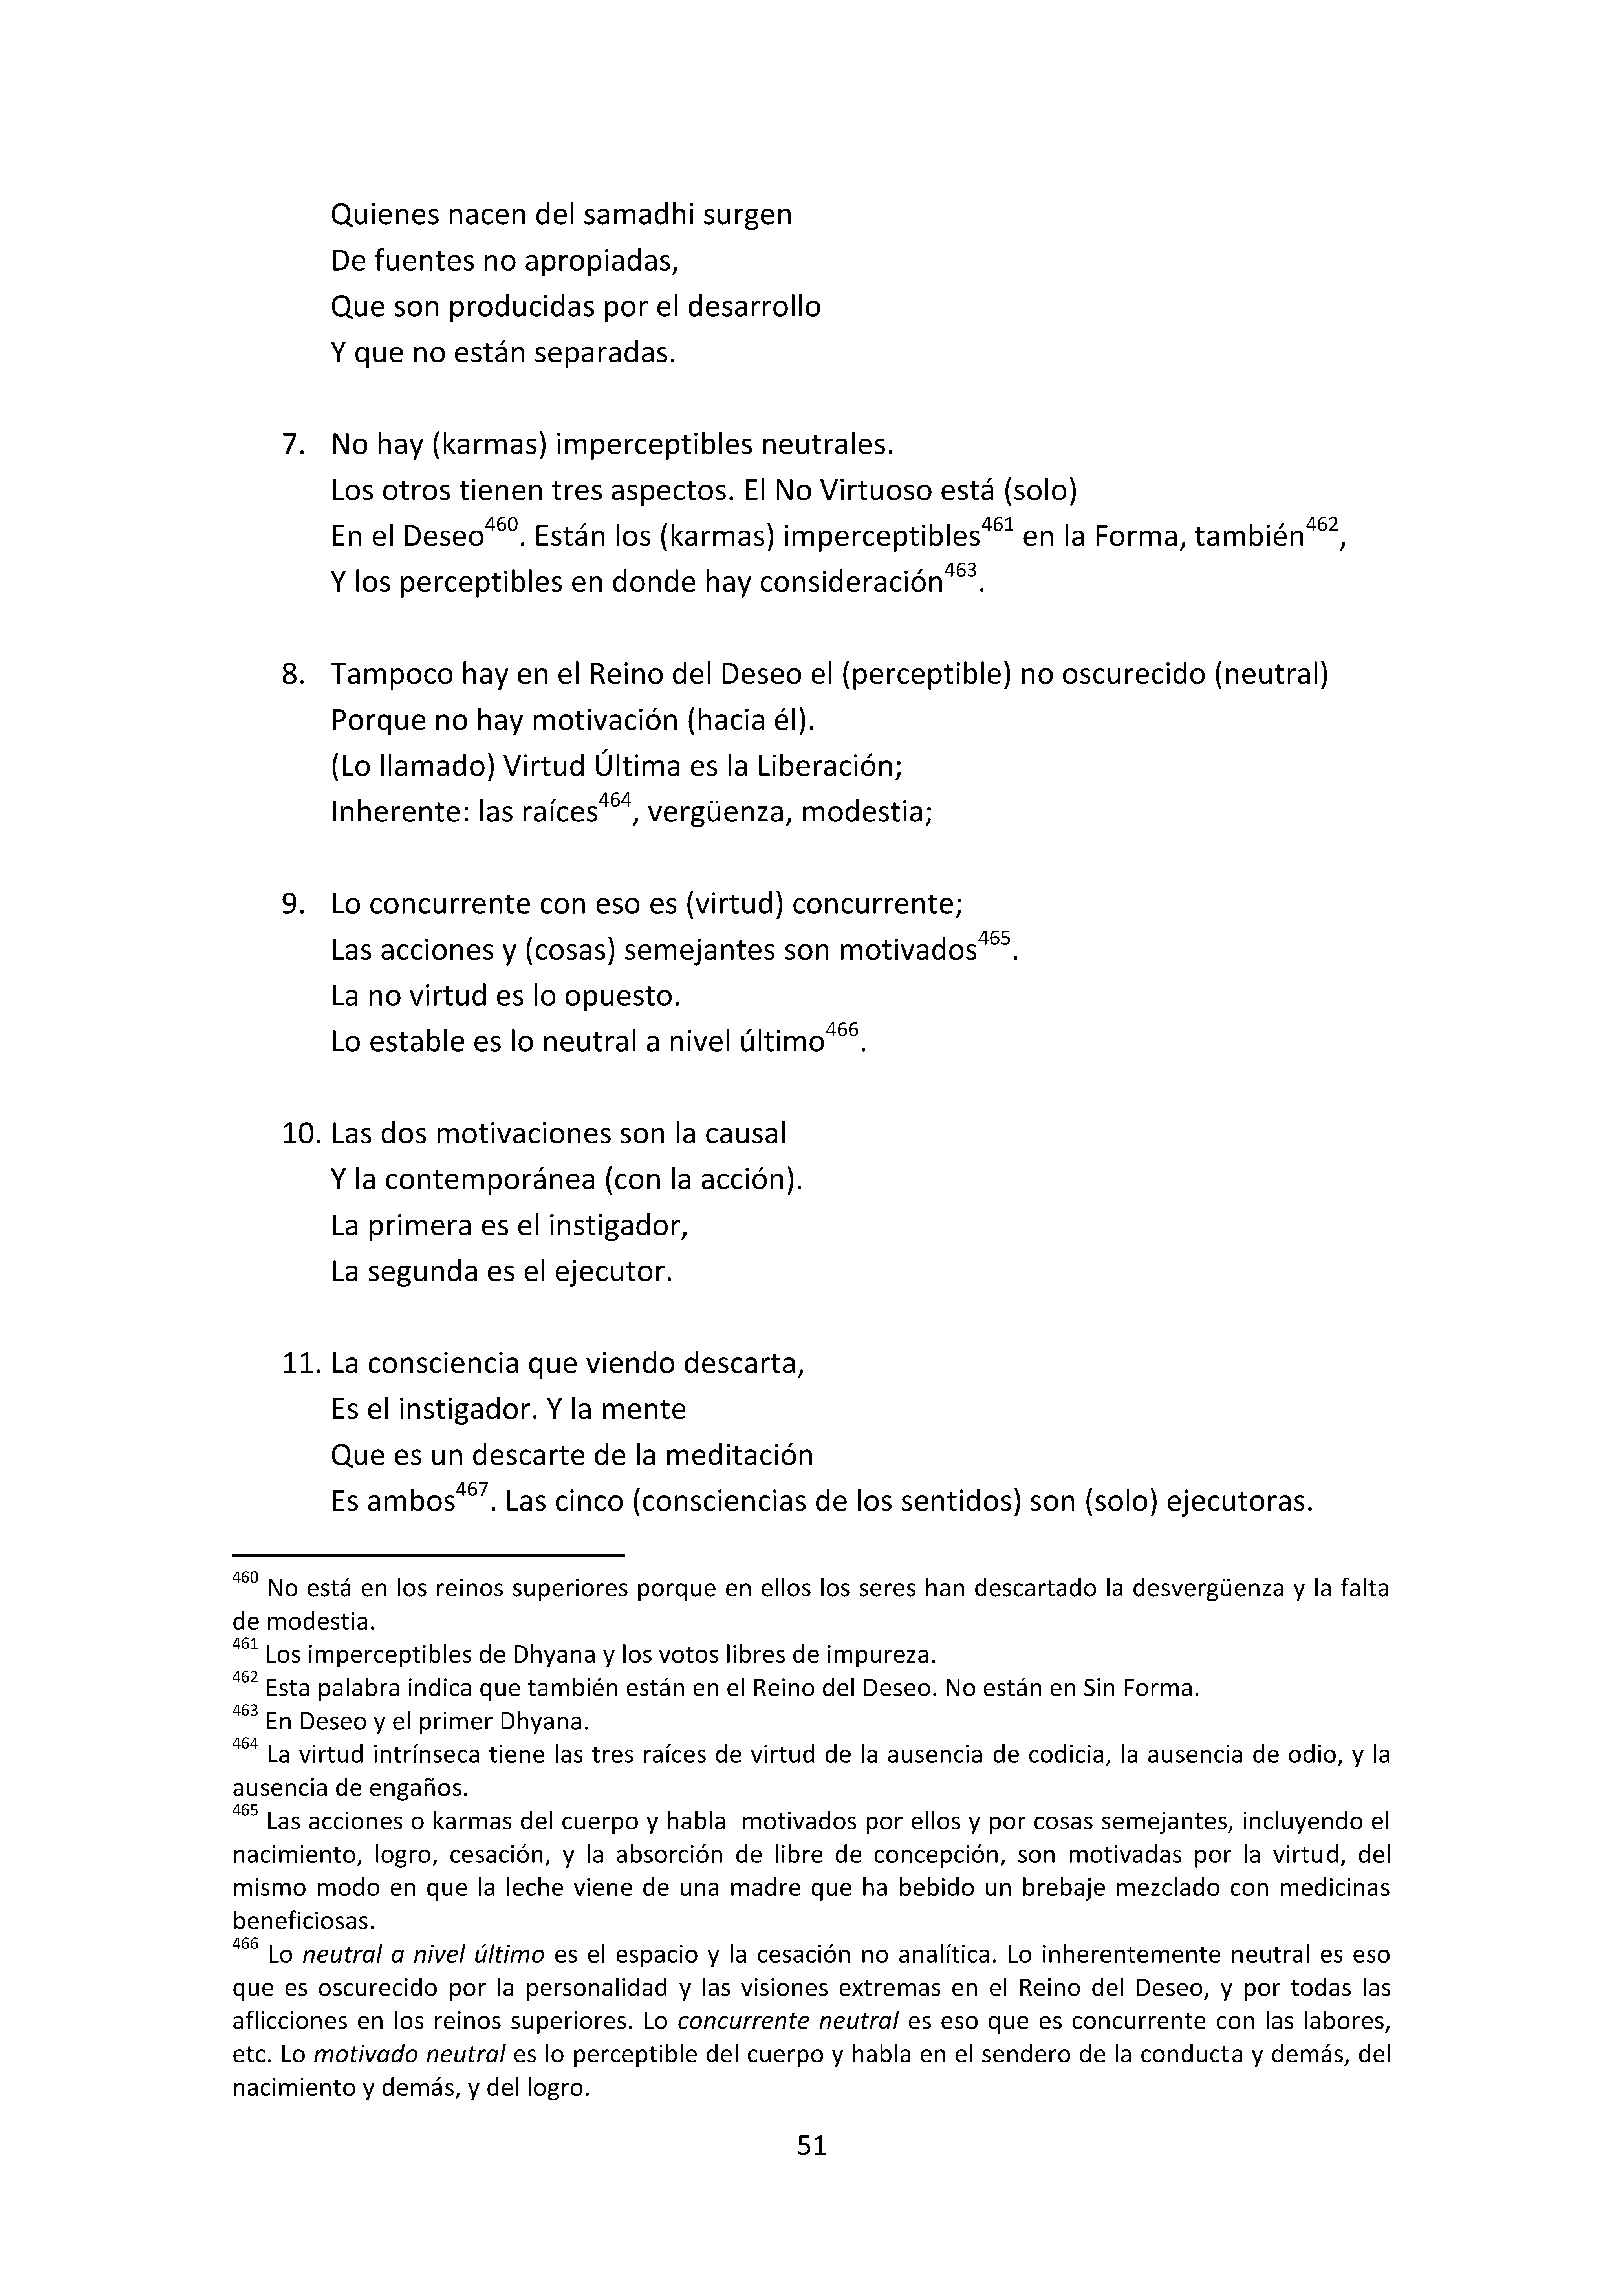 Quienes nacen del samadhi surgen
De fuentes no apropiadas,
Que son producidas por el desarrollo
Y que no están separadas.
7. No hay (karmas) imperceptibles neutrales.
Los otros tienen tres aspectos. El No Virtuoso está (solo)
En el Deseo460. Están los (karmas) imperceptibles461 en la Forma, también462,
Y los perceptibles en donde hay consideración463.
8. Tampoco hay en el Reino del Deseo el (perceptible) no oscurecido (neutral)
Porque no hay motivación (hacia él).
(Lo llamado) Virtud Última es la Liberación;
Inherente: las raíces464, vergüenza, modestia;
9. Lo concurrente con eso es (virtud) concurrente;
Las acciones y (cosas) semejantes son motivados465.
La no virtud es lo opuesto.
Lo estable es lo neutral a nivel último466.
10. Las dos motivaciones son la causal
Y la contemporánea (con la acción).
La primera es el instigador,
La segunda es el ejecutor.
11. La consciencia que viendo descarta,
Es el instigador. Y la mente
Que es un descarte de la meditación
Es ambos467. Las cinco (consciencias de los sentidos) son (solo) ejecutoras.
460 No está en los reinos superiores porque en ellos los seres han descartado la desvergüenza y la falta
de modestia.
461 Los imperceptibles de Dhyana y los votos libres de impureza.
462 Esta palabra indica que también están en el Reino del Deseo. No están en Sin Forma.
463 En Deseo y el primer Dhyana.
464 La virtud intrínseca tiene las tres raíces de virtud de la ausencia de codicia, la ausencia de odio, y la
ausencia de engaños.
465 Las acciones o karmas del cuerpo y habla  motivados por ellos y por cosas semejantes, incluyendo el
nacimiento, logro, cesación, y la absorción de libre de concepción, son motivadas por la virtud, del
mismo modo en que la leche viene de una madre que ha bebido un brebaje mezclado con medicinas
beneficiosas.
466 Lo neutral a nivel último es el espacio y la cesación no analítica. Lo inherentemente neutral es eso
que es oscurecido por la personalidad y las visiones extremas en el Reino del Deseo, y por todas las
aflicciones en los reinos superiores. Lo concurrente neutral es eso que es concurrente con las labores,
etc. Lo motivado neutral es lo perceptible del cuerpo y habla en el sendero de la conducta y demás, del
nacimiento y demás, y del logro.
51